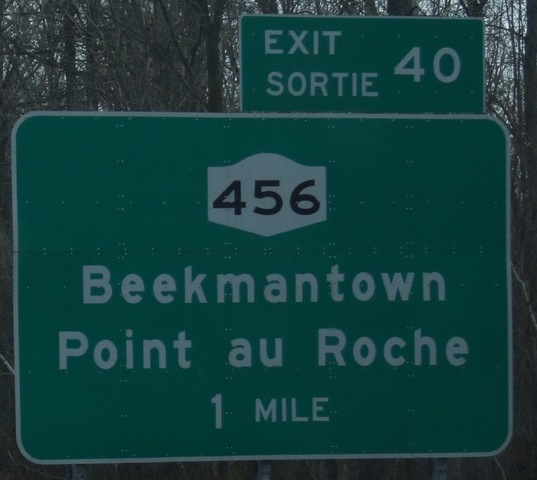 EXIT
SORTIE 40
456
Beekmantown
Point au Roche
1 MILE